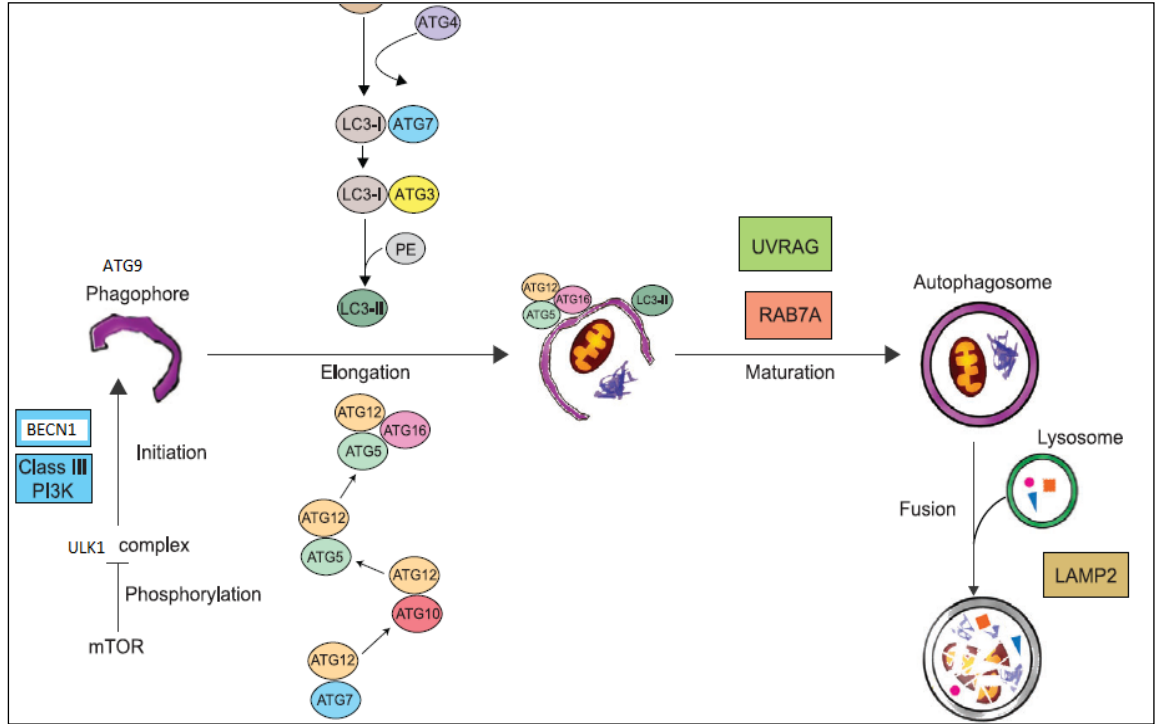 ATG4
LC3-I ATG7
LC3-I ATG3
PE
LC3-II
ATG9
Phagophore
Elongation
BECN1
Class III
PI3K
Initiation
ULK1 complex
Phosphorylation
mTOR
ATG12
ATG5
ATG16
ATG12
ATG5
ATG12
ATG10
ATG12
ATG7
ATG12
ATG16
ATG5
LC3-II
UVRAG
RAB7A
Maturation
Autophagosome
Lysosome
Fusion
LAMP2